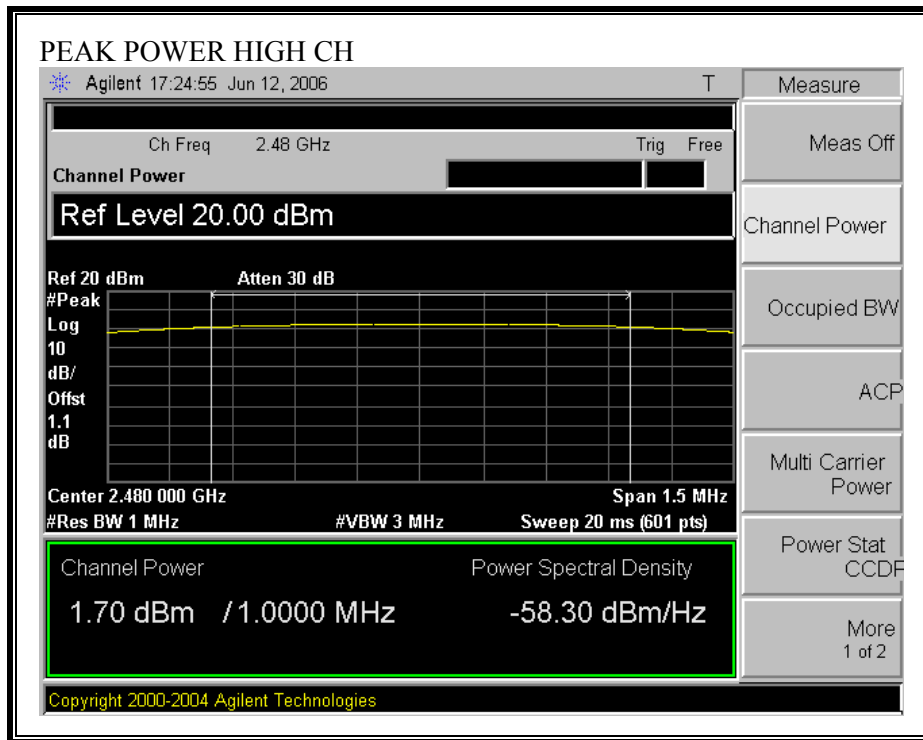 PEAK POWER HIGH CH
Agilent 17:24:55 Jun 12, 2006 T
Measure
Ch Freq 2.48 GHz Trig Free
Meas Off
Channel Power
Ref Level 20.00 dBm
Channel Power
Ref 20 dBm Atten 30 dB
#Peak
Log
10
dB/
Offst
1.1
dB
Occupied BW
ACP
Multi Carrier
Power
Center 2.480 000 GHz Span 1.5 MHz
#Res BW 1 MHz #VBW 3 MHz Sweep 20 ms (601 pts)
Power Stat
CCDF
Channel Power Power Spectral Density
1.70 dBm / 1.0000 MHz -58.30 dBm/Hz
More
1 of 2
Copyright 2000-2004 Agilent Technologies